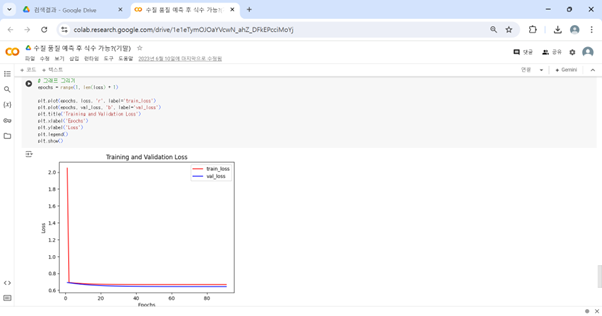 검색결과 - Google Drive
수질 품질 예측 후 식수 가능?(
colab.research.google.com/drive/1e1eTymOJOaYVcwN_ahZ_DFkEPcciMoYj
수질 품질 예측 후 식수 가능?(기말)
파일 수정 보기 삽입 런타임 도구 도움말 2023년 6월 10일에 마지막으로 수정됨
댓글 공유
+ 코드 + 텍스트
연결 Gemini
# 그래프 그리기
epochs = range(1, len(loss) + 1)
plt.plot(epochs, loss, 'r', label='train_loss')
plt.plot(epochs, val_loss, 'b', label='val_loss')
plt.title('Training and Validation Loss')
plt.xlabel('Epochs')
plt.ylabel('Loss')
plt.legend()
plt.show()
Training and Validation Loss
train_loss
val_loss
2.0
1.8
1.6
1.4
1.2
1.0
0.8
0.6
Loss
0 20 40 60 80
Epochs